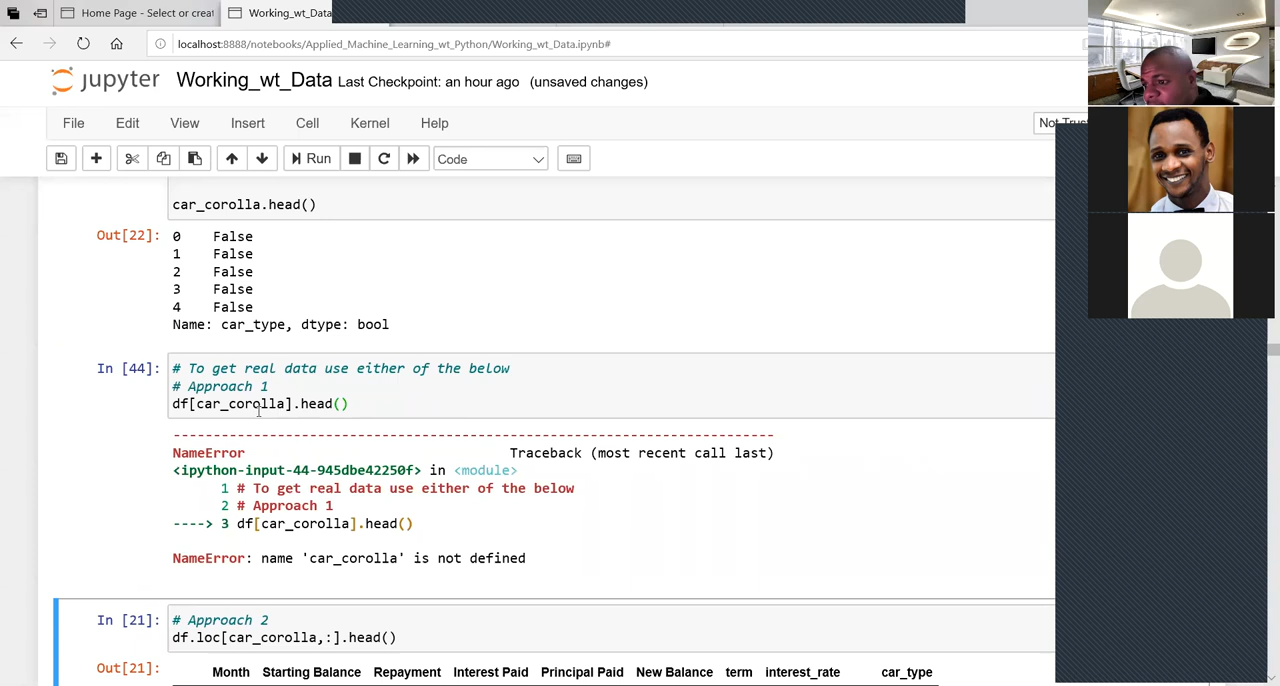 Home Page - Select or crea
Working_wt_Data
localhost:8888/notebooks/Applied_Machine_Learning_wt_Python/Working_wt_Data.ipynb#
jupyter Working_wt_Data Last Checkpoint: an hour ago (unsaved changes)
File Edit View Insert Cell Kernel Help
Not Trus
Run Code
car_corolla.head()
Out[22]: 0 False
1 False
2 False
3 False
4 False
Name: car_type, dtype: bool
In [44]: # To get real data use either of the below
# Approach 1
df[car_corolla].head()
---------------------------------------------------------------------------
NameError Traceback (most recent call last)
<ipython-input-44-945dbe42250f> in <module>
1 # To get real data use either of the below
2 # Approach 1
----> 3 df[car_corolla].head()
NameError: name 'car_corolla' is not defined
In [21]: # Approach 2
df.loc[car_corolla,:].head()
Out[21]: Month Starting Balance Repayment Interest Paid Principal Paid New Balance term interest_rate car_type